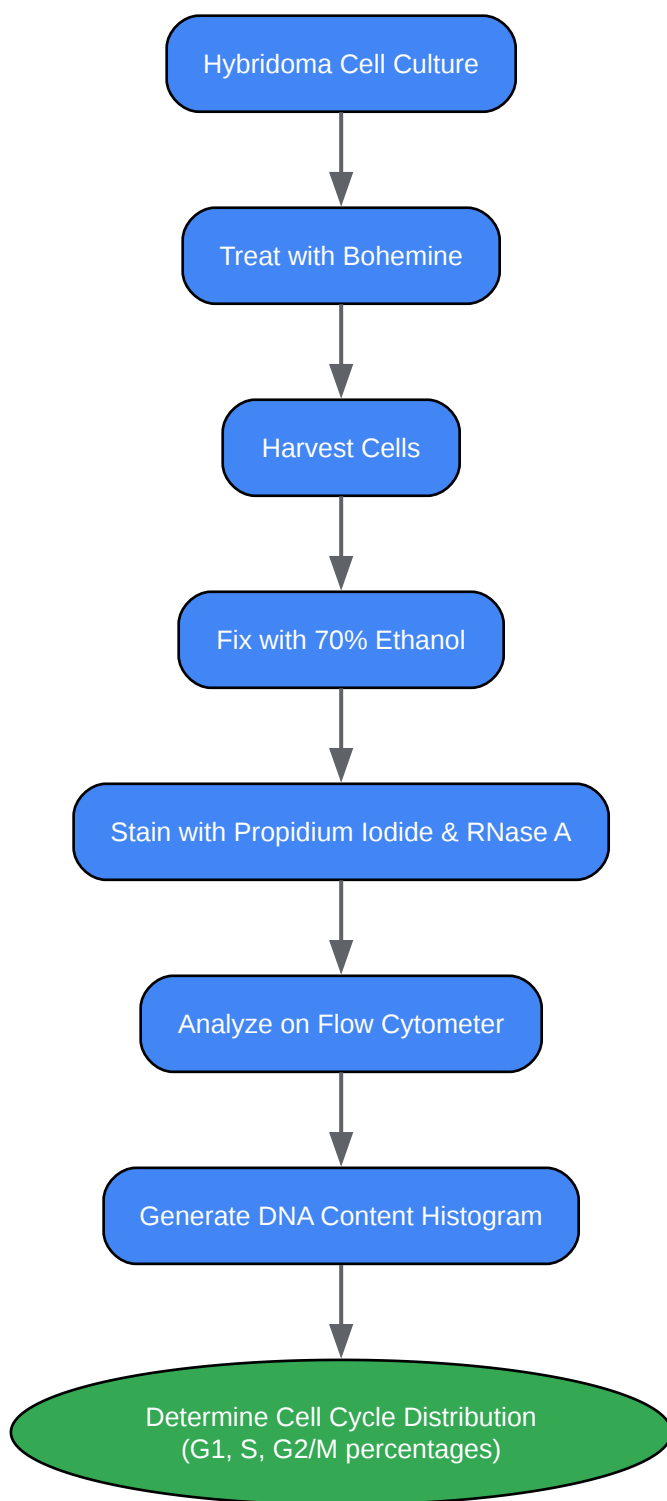 Hybridoma Cell Culture
Treat with Bohemine
Harvest Cells
Fix with 70% Ethanol
Stain with Propidium Iodide & RNase A
Analyze on Flow Cytometer
Generate DNA Content Histogram
Determine Cell Cycle Distribution
(G1, S, G2/M percentages)